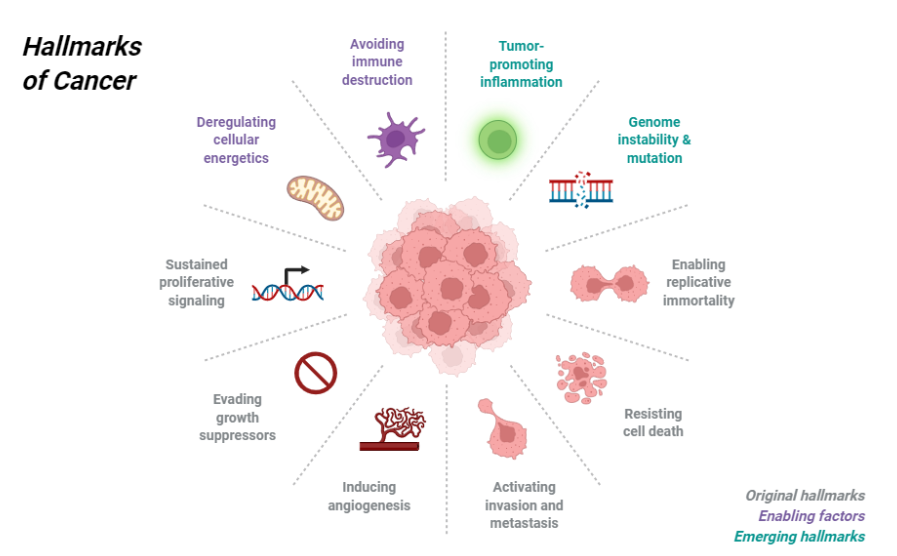 Hallmarks
of Cancer
Avoiding
immune
destruction
Tumor-
promoting
inflammation
Deregulating
cellular
energetics
Genome
instability &
mutation
Sustained
proliferative
signaling
Enabling
replicative
immortality
Evading
growth
suppressors
Resisting
cell death
Inducing
angiogenesis
Activating
invasion and
metastasis
Original hallmarks
Enabling factors
Emerging hallmarks